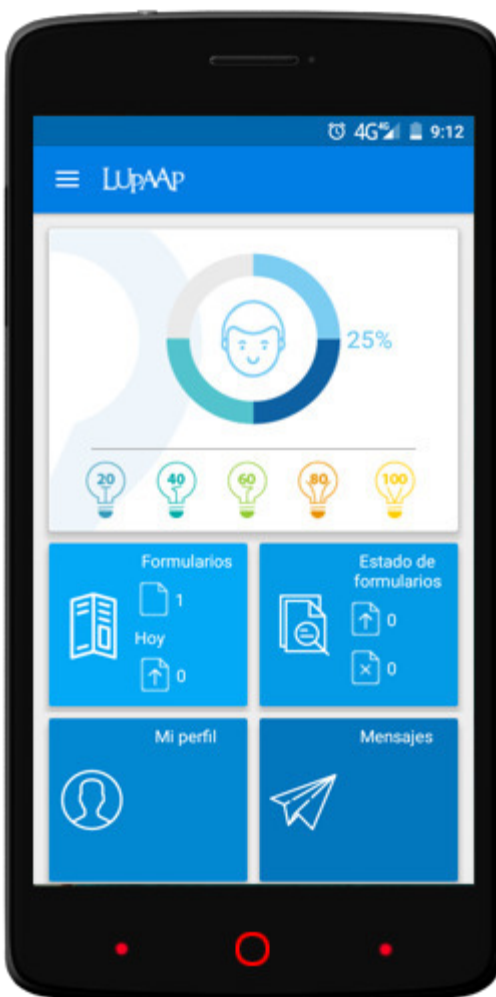 4G 4G 9:12
LUPAAP
25%
20 40 60 80 100
Formularios
1
Hoy
0
Estado de
formularios
0
0
Mi perfil
Mensajes